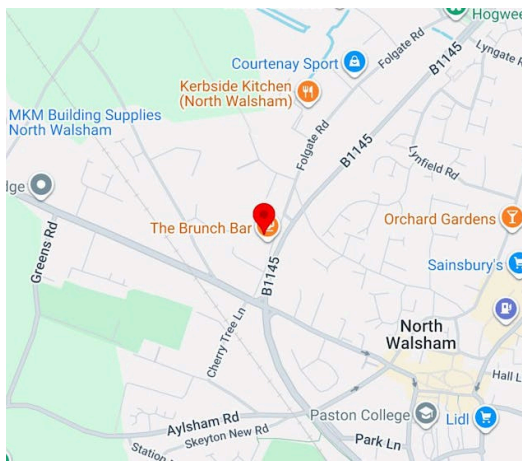 Hogwee
Folgate Rd
Lyngate R
B1145
Courtenay Sport
Kerbside Kitchen
(North Walsham)
MKM Building Supplies
North Walsham
Folgate Rd
B1145
Lynfield Rd
dge
The Brunch Bar
Orchard Gardens
Greens Rd
Sainsbury's
B1145
North
Walsham
Cherry Tree Ln
Hall L
Aylsham Rd
Paston College
Lidl
Skeyton New Rd
Station
Park Ln